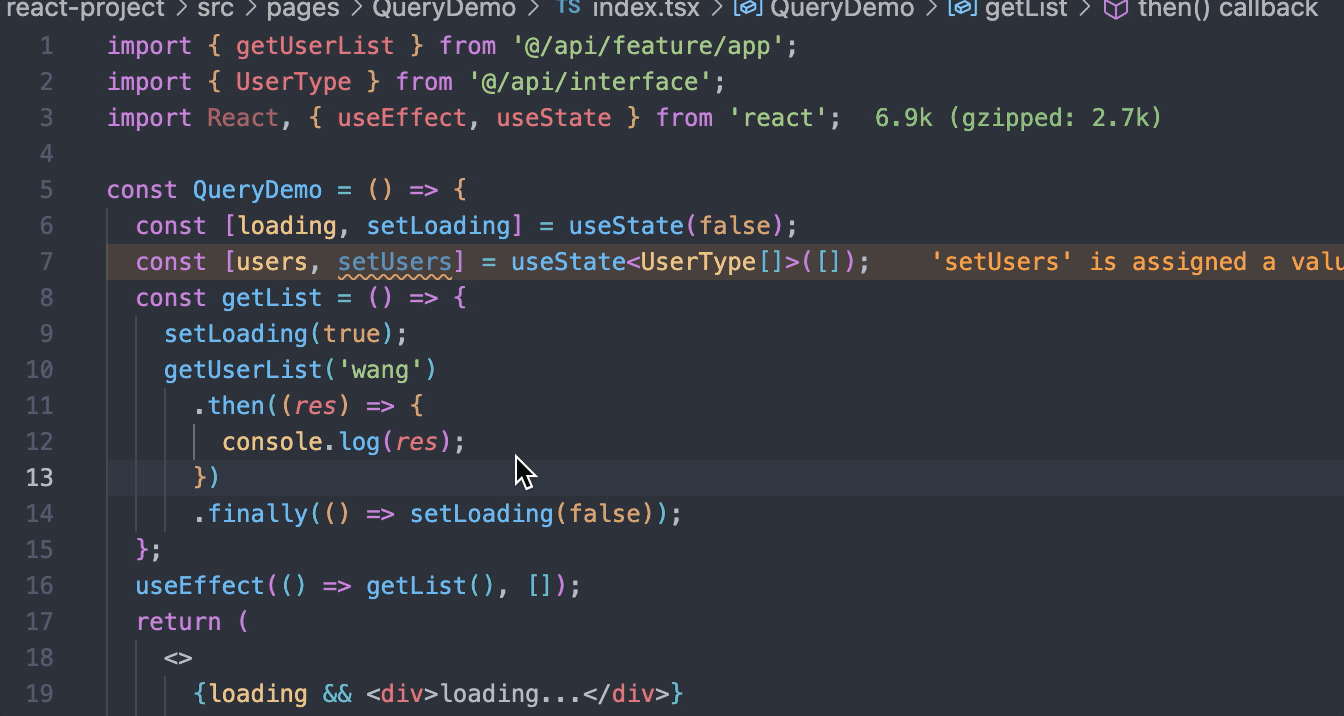 react-project > src > pages > QueryDemo > TS index.tsx > QueryDemo > getList > then() callback
1 import { getUserList } from '@/api/feature/app';
2 import { UserType } from '@/api/interface';
3 import React, { useEffect, useState } from 'react'; 6.9k (gzipped: 2.7k)
4
5 const QueryDemo = () => {
6 const [loading, setLoading] = useState(false);
7 const [users, setUsers] = useState<UserType[]>([]); 'setUsers' is assigned a valu
8 const getList = () => {
9 setLoading(true);
10 getUserList('wang')
11 .then((res) => {
12 console.log(res);
13 })
14 .finally(() => setLoading(false));
15 };
16 useEffect(() => getList(), []);
17 return (
18 <>
19 {loading && <div>loading...</div>}